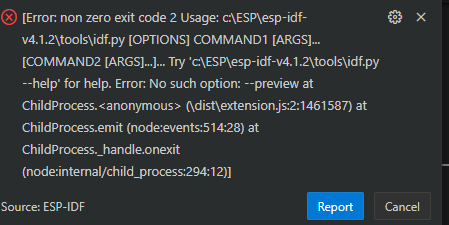 [Error: non zero exit code 2 Usage: c:\ESP\esp-idf-
v4.1.2\tools\idf.py [OPTIONS] COMMAND1 [ARGS]...
[COMMAND2 [ARGS]...]... Try 'c:\ESP\esp-idf-v4.1.2\tools\idf.py
--help' for help. Error: No such option: --preview at
ChildProcess.<anonymous> (\dist\extension.js:2:1461587) at
ChildProcess.emit (node:events:514:28) at
ChildProcess._handle.onexit
(node:internal/child_process:294:12)]
Source: ESP-IDF
Report
Cancel